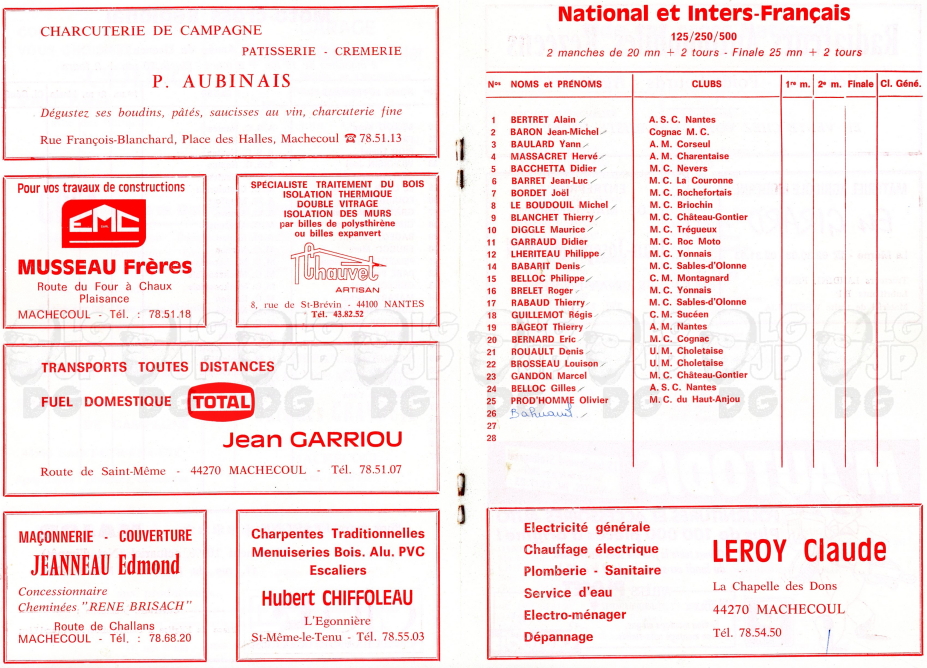 CHARCUTERIE DE CAMPAGNE
PATISSERIE - CREMERIE
P. AUBINAIS
Dégustez ses boudins, pâtés, saucisses au vin, charcuterie fine
Rue François-Blanchard, Place des Halles, Machecoul ☎ 78.51.13
Pour vos travaux de constructions
EMC
MUSSEAU Frères
Route du Four à Chaux
Plaisance
MACHECOUL - Tél. : 78.51.18
SPÉCIALISTE TRAITEMENT DU BOIS
ISOLATION THERMIQUE
DOUBLE VITRAGE
ISOLATION DES MURS
par billes de polysthirène
ou billes expanvert
Chauvet
ARTISAN
8, rue de St-Brévin - 44100 NANTES
Tél. 43.82.52
TRANSPORTS TOUTES DISTANCES
FUEL DOMESTIQUE TOTAL
Jean GARRIOU
Route de Saint-Même - 44270 MACHECOUL - Tél. 78.51.07
MAÇONNERIE - COUVERTURE
JEANNEAU Edmond
Concessionnaire
Cheminées "RENE BRISACH"
Route de Challans
MACHECOUL - Tél. : 78.68.20
Charpentes Traditionnelles
Menuiseries Bois. Alu. PVC
Escaliers
Hubert CHIFFOLEAU
L'Egonnière
St-Même-le-Tenu - Tél. 78.55.03
National et Inters-Français
125/250/500
2 manches de 20 mn + 2 tours - Finale 25 mn + 2 tours
Nos NOMS et PRÉNOMS CLUBS 1re m. 2e m. Finale Cl. Géné.
1 BERTRET Alain A. S. C. Nantes
2 BARON Jean-Michel Cognac M. C.
3 BAULARD Yann A. M. Corseul
4 MASSACRET Hervé A. M. Charentaise
5 BACCHETTA Didier M. C. Nevers
6 BARRET Jean-Luc M. C. La Couronne
7 BORDET Joël M. C. Rochefortais
8 LE BOUDOUIL Michel M. C. Briochin
9 BLANCHET Thierry M. C. Château-Gontier
10 DiGGLE Maurice M. C. Trégueux
11 GARRAUD Didier M. C. Roc Moto
12 LHERITEAU Philippe M. C. Yonnais
14 BABARIT Denis M. C. Sables-d'Olonne
15 BELLOC Philippe C. M. Montagnard
16 BRELET Roger M. C. Yonnais
17 RABAUD Thierry M. C. Sables-d'Olonne
18 GUILLEMOT Régis C. M. Sucéen
19 BAGEOT Thierry A. M. Nantes
20 BERNARD Eric M. C. Cognac
21 ROUAULT Denis U. M. Choletaise
22 BROSSEAU Louison U. M. Choletaise
23 GANDON Marcel M. C. Château-Gontier
24 BELLOC Gilles A. S. C. Nantes
25 PROD'HOMME Olivier M. C. du Haut-Anjou
26
27
28
Electricité générale
Chauffage électrique
Plomberie - Sanitaire
Service d'eau
Electro-ménager
Dépannage
LEROY Claude
La Chapelle des Dons
44270 MACHECOUL
Tél. 78.54.50